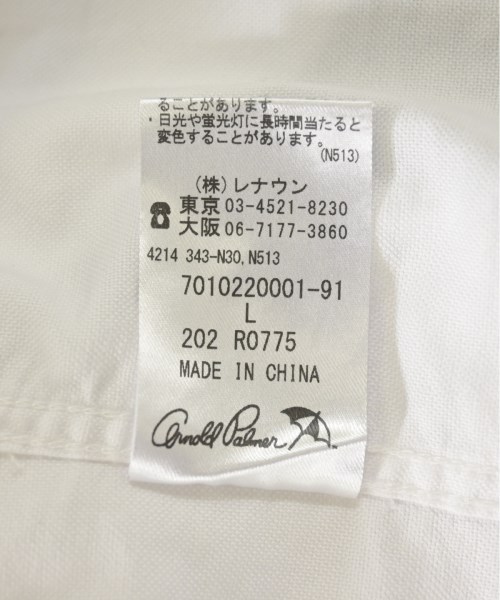 ることがあります。
・日光や蛍光灯に長時間当たると
変色することがあります。
(N513)
(株)レナウン
☎東京 03-4521-8230
大阪 06-7177-3860
4214 343-N30,N513
7010220001-91
L
202 R0775
MADE IN CHINA
Arnold Palmer